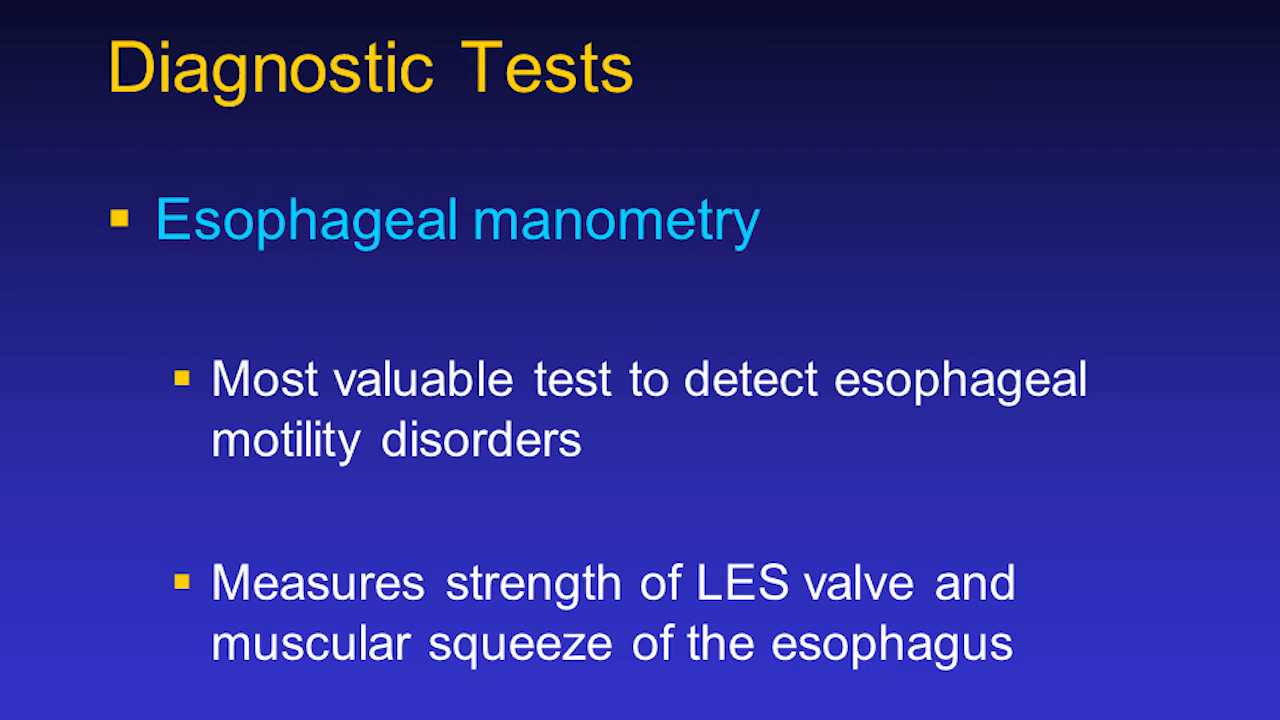 Diagnostic Tests
▪ Esophageal manometry
▪ Most valuable test to detect esophageal
motility disorders
▪ Measures strength of LES valve and
muscular squeeze of the esophagus